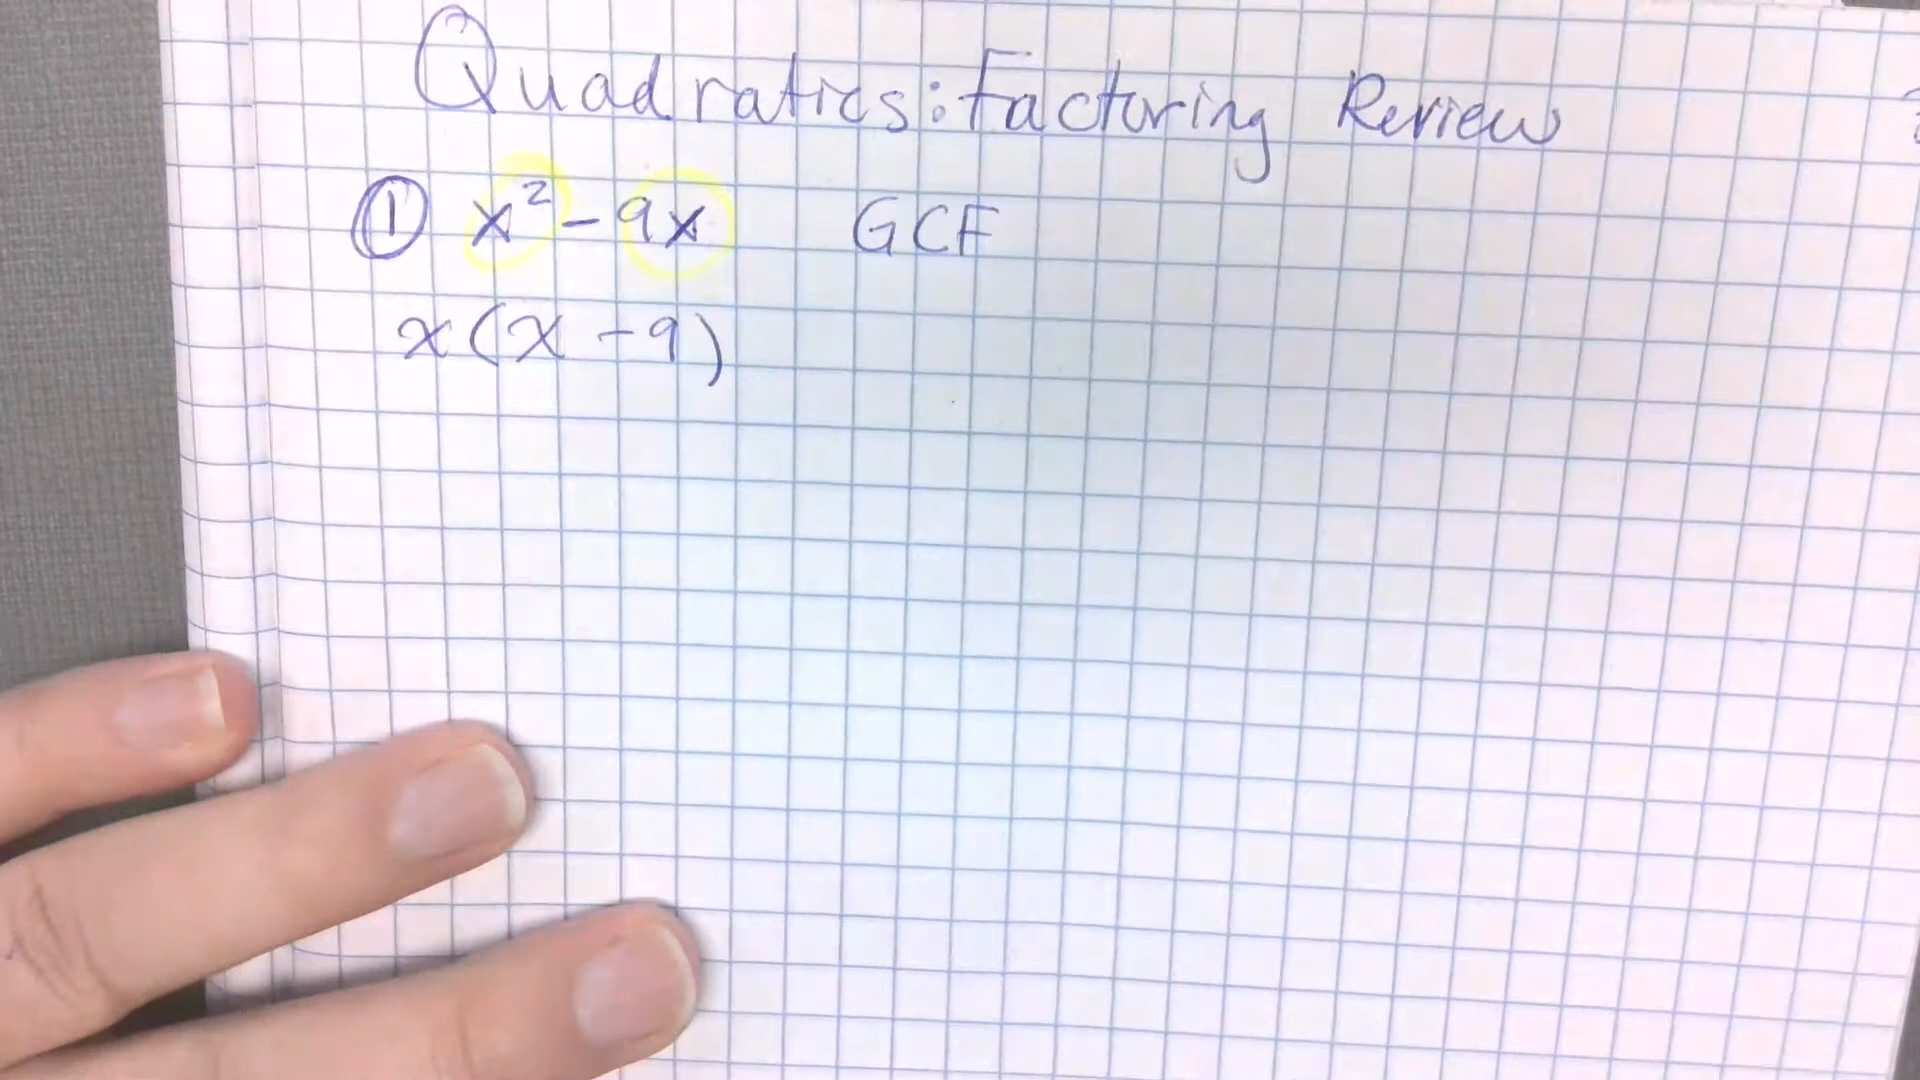 Quadratics: Factoring Review
① x² - 9x GCF
x(x - 9)